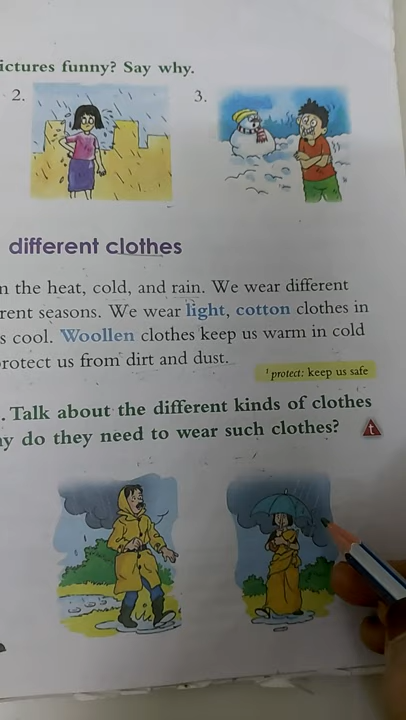 ictures funny? Say why.
2.
3.
different clothes
n the heat, cold, and rain. We wear different
rent seasons. We wear light, cotton clothes in
s cool. Woollen clothes keep us warm in cold
rotect us from dirt and dust.
¹ protect: keep us safe
. Talk about the different kinds of clothes
y do they need to wear such clothes?
t